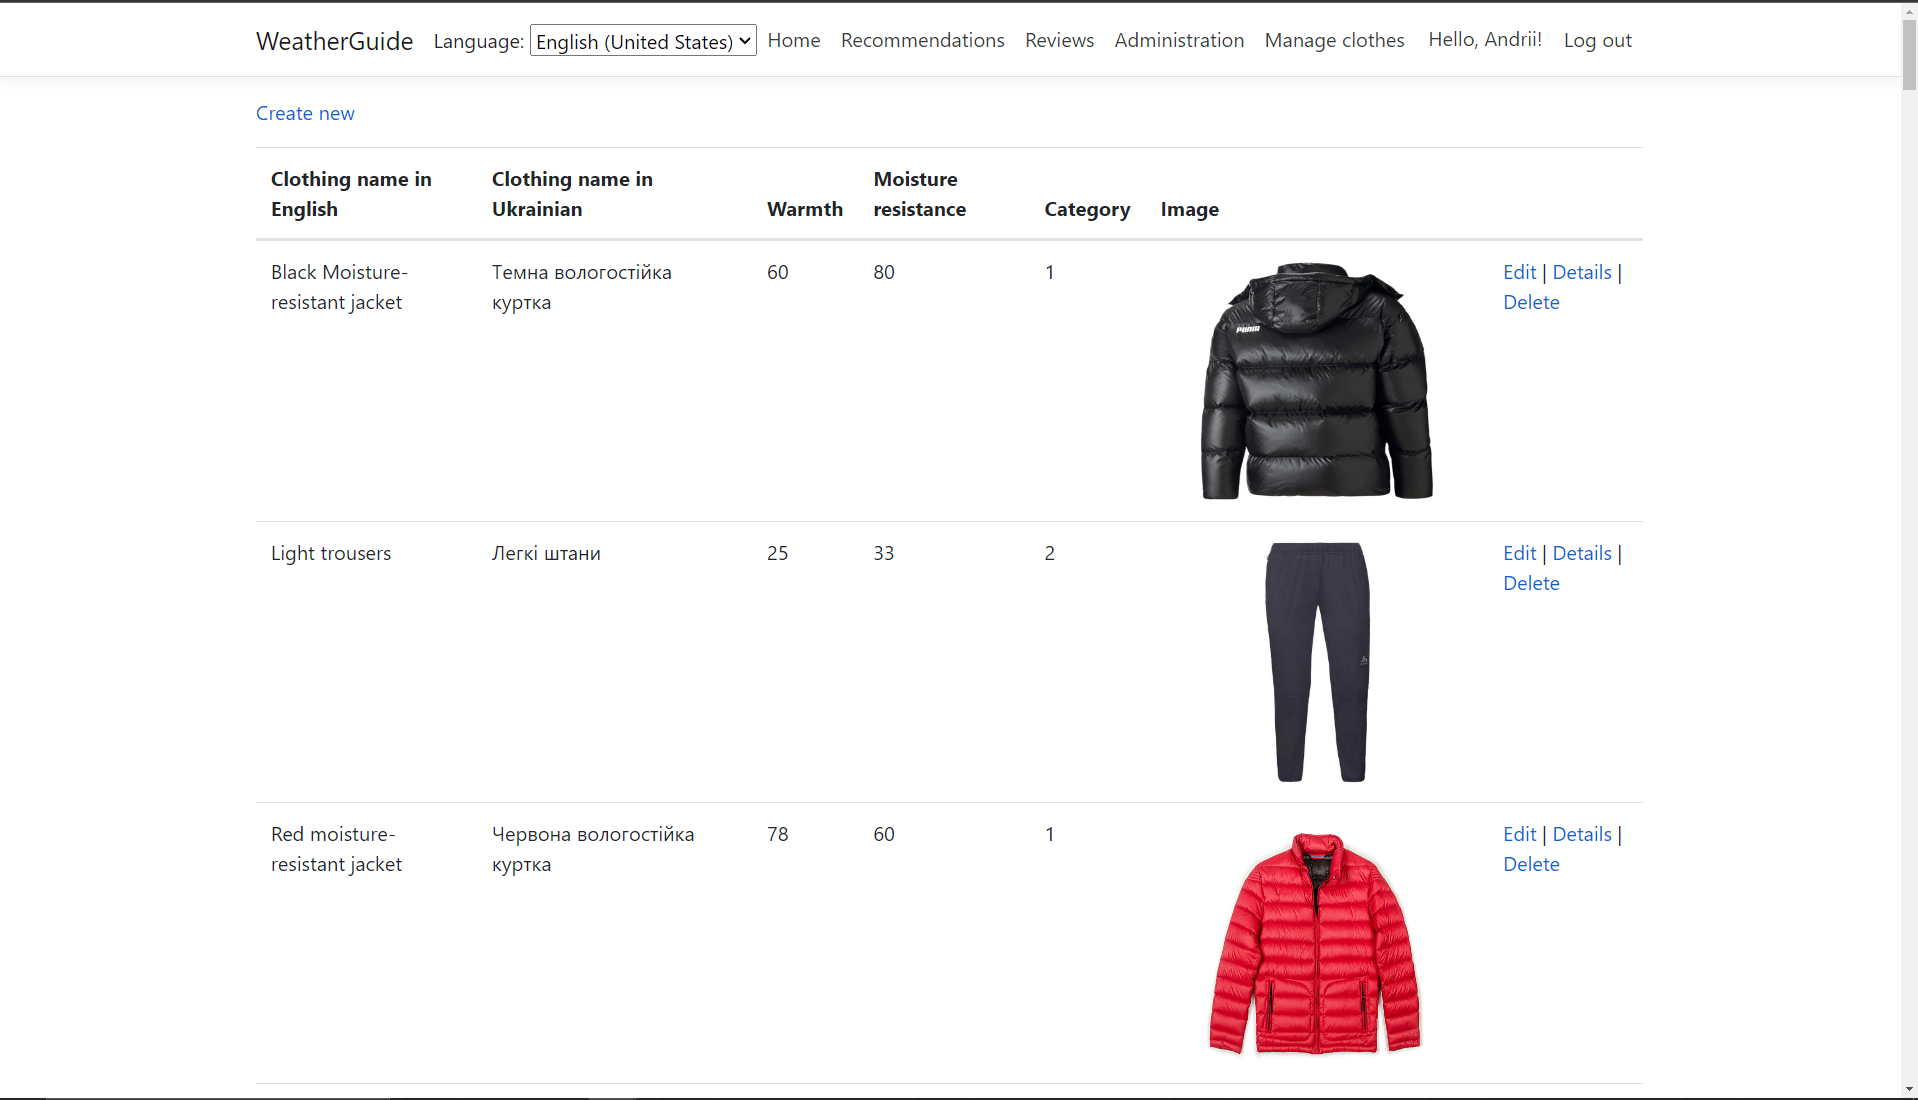 WeatherGuide Language: English (United States) Home Recommendations Reviews Administration Manage clothes Hello, Andrii! Log out
Create new
Clothing name in English Clothing name in Ukrainian Warmth Moisture resistance Category Image
Black Moisture-
resistant jacket
Темна вологостійка
куртка
60
80
1
PUMA
Edit | Details |
Delete
Light trousers
Легкі штани
25
33
2
Edit | Details |
Delete
Red moisture-
resistant jacket
Червона вологостійка
куртка
78
60
1
Edit | Details |
Delete